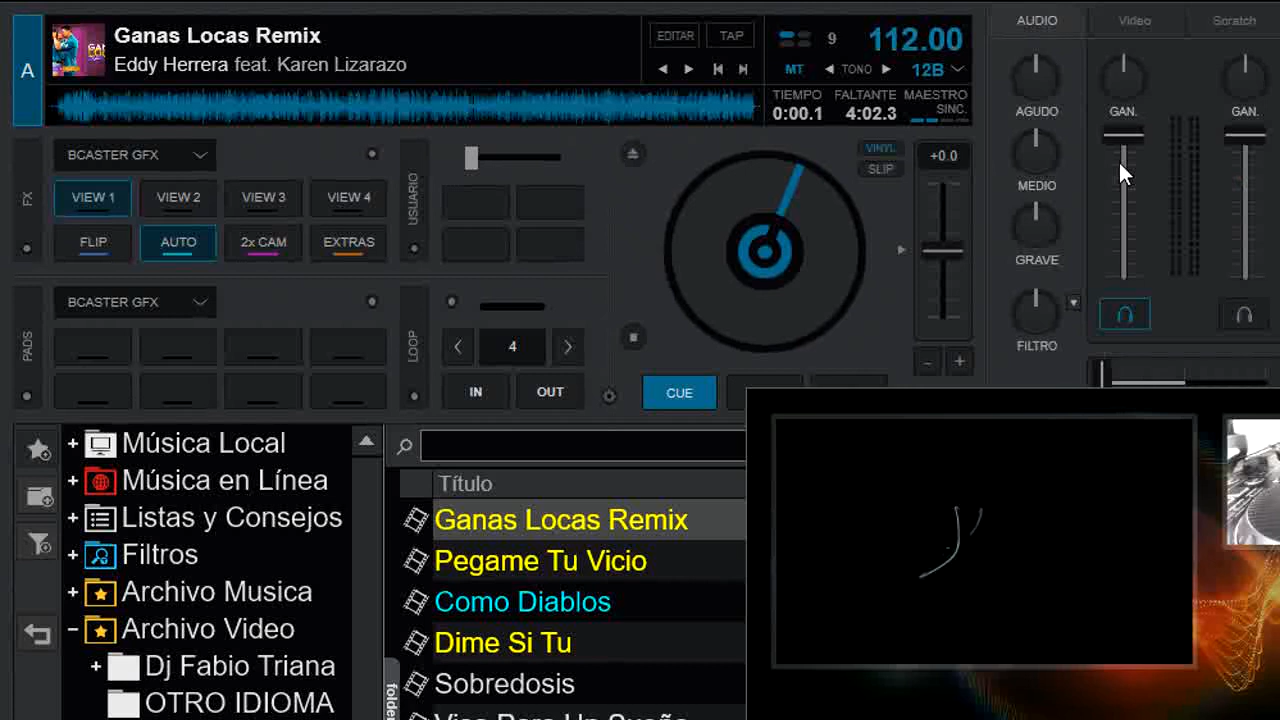 A
Ganas Locas Remix
Eddy Herrera feat. Karen Lizarazo
EDITAR
TAP
9
112.00
MT
TONO
12B
TIEMPO
0:00.1
FALTANTE
4:02.3
MAESTRO
SINC.
AUDIO
Video
Scratch
AGUDO
GAN.
GAN.
MEDIO
GRAVE
FILTRO
FX
BCASTER GFX
VIEW 1
VIEW 2
VIEW 3
VIEW 4
FLIP
AUTO
2x CAM
EXTRAS
USUARIO
VINYL
SLIP
+0.0
PADS
BCASTER GFX
LOOP
4
IN
OUT
CUE
-
+
+ Música Local
+ Música en Línea
+ Listas y Consejos
+ Filtros
+ Archivo Musica
− Archivo Video
+ Dj Fabio Triana
OTRO IDIOMA
folder
Título
Ganas Locas Remix
Pegame Tu Vicio
Como Diablos
Dime Si Tu
Sobredosis